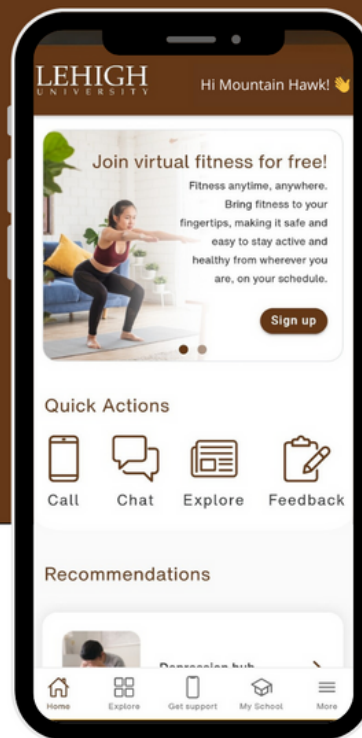 LEHIGH
UNIVERSITY
Hi Mountain Hawk! 👋
Join virtual fitness for free!
Fitness anytime, anywhere.
Bring fitness to your
fingertips, making it safe and
easy to stay active and
healthy from wherever you
are, on your schedule.
Sign up
Quick Actions
Call Chat Explore Feedback
Recommendations
Depression hub
Home Explore Get support My School More